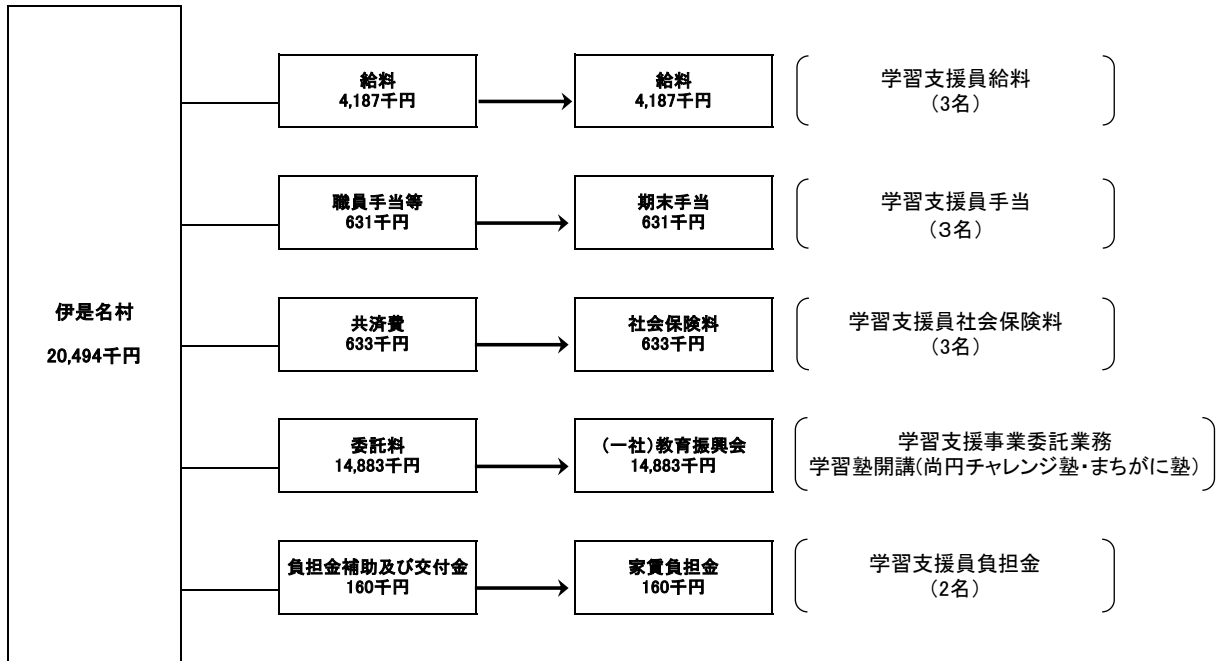 伊是名村
20,494千円
給料
4,187千円
給料
4,187千円
学習支援員給料
(3名)
職員手当等
631千円
期末手当
631千円
学習支援員手当
(３名)
共済費
633千円
社会保険料
633千円
学習支援員社会保険料
(3名)
委託料
14,883千円
(一社)教育振興会
14,883千円
学習支援事業委託業務
学習塾開講(尚円チャレンジ塾・まちがに塾)
負担金補助及び交付金
160千円
家賃負担金
160千円
学習支援員負担金
(2名)